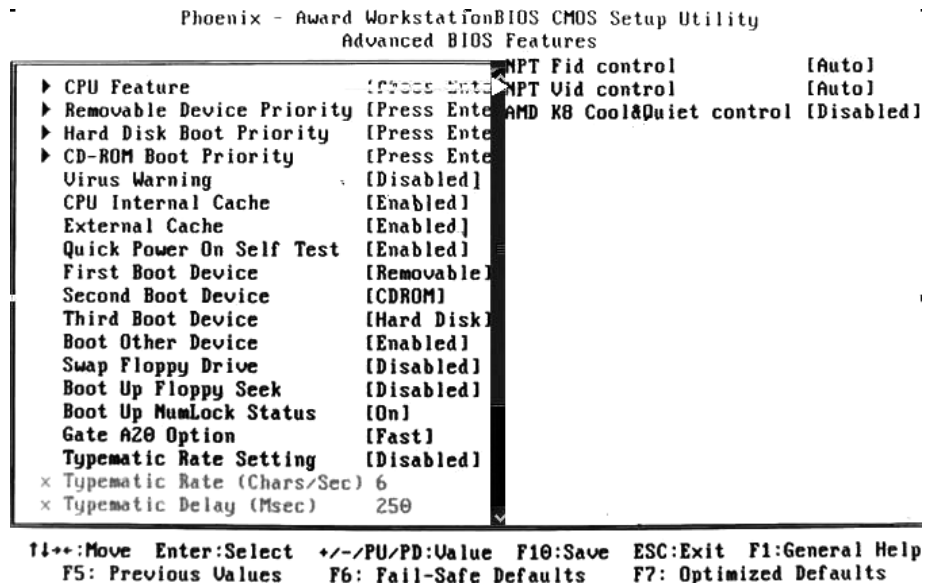 Phoenix - Award WorkstationBIOS CMOS Setup Utility
Advanced BIOS Features
CPU Feature [Press Ente
Removable Device Priority [Press Ente
Hard Disk Boot Priority [Press Ente
CD-ROM Boot Priority [Press Ente
Virus Warning [Disabled]
CPU Internal Cache [Enabled]
External Cache [Enabled]
Quick Power On Self Test [Enabled]
First Boot Device [Removable]
Second Boot Device [CDROM]
Third Boot Device [Hard Disk]
Boot Other Device [Enabled]
Swap Floppy Drive [Disabled]
Boot Up Floppy Seek [Disabled]
Boot Up NumLock Status [On]
Gate A20 Option [Fast]
Typematic Rate Setting [Disabled]
x Typematic Rate (Chars/Sec) 6
x Typematic Delay (Msec) 250
NPT Fid control [Auto]
NPT Vid control [Auto]
AMD K8 Cool&Quiet control [Disabled]
↑↓→←:Move Enter:Select +/-/PU/PD:Value F10:Save ESC:Exit F1:General Help
F5: Previous Values F6: Fail-Safe Defaults F7: Optimized Defaults